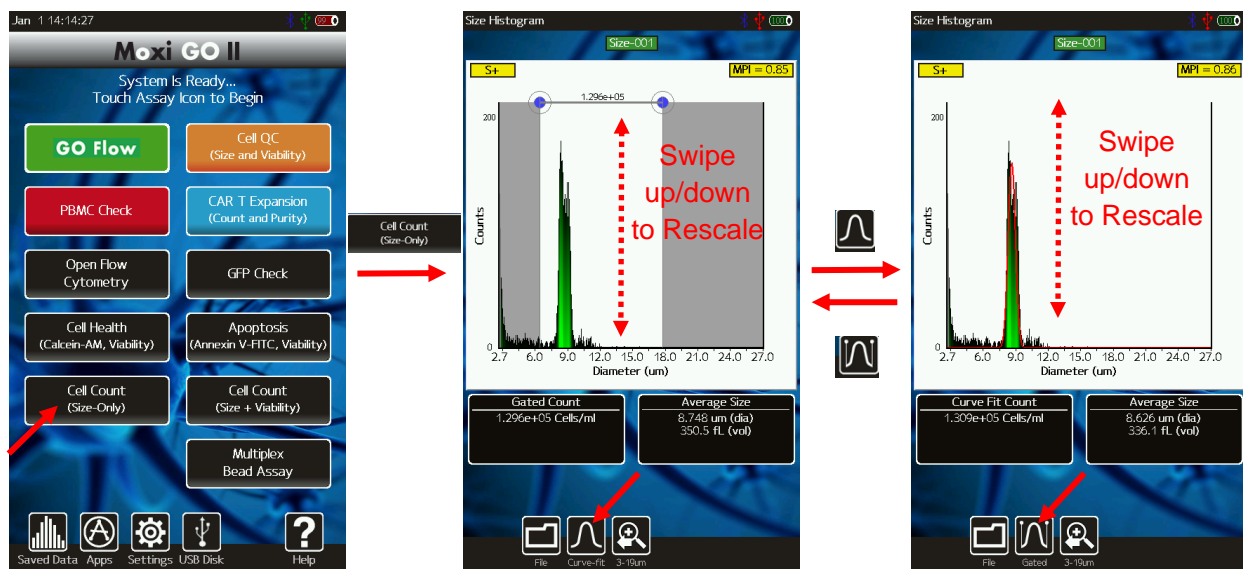 Jan 1 14:14:27
99
Moxi GO II
System Is Ready...
Touch Assay Icon to Begin
GO Flow
Cell QC
(Size and Viability)
PBMC Check
CAR T Expansion
(Count and Purity)
Open Flow
Cytometry
GFP Check
Cell Health
(Calcein-AM, Viability)
Apoptosis
(Annexin V-FITC, Viability)
Cell Count
(Size-Only)
Cell Count
(Size + Viability)
Multiplex
Bead Assay
Saved Data
Apps
Settings
USB Disk
?
Help
Cell Count
(Size-Only)
Size Histogram
100
Size-001
S+
MPI = 0.85
1.296e+05
200
Counts
0
Swipe
up/down
to Rescale
2.7 6.0 9.0 12.0 15.0 18.0 21.0 24.0 27.0
Diameter (um)
Gated Count
1.296e+05 Cells/ml
Average Size
8.748 um (dia)
350.5 fL (vol)
File
Curve-fit
3-19um
Size Histogram
100
Size-001
S+
MPI = 0.86
200
Counts
0
Swipe
up/down
to Rescale
2.7 6.0 9.0 12.0 15.0 18.0 21.0 24.0 27.0
Diameter (um)
Curve Fit Count
1.309e+05 Cells/ml
Average Size
8.626 um (dia)
336.1 fL (vol)
File
Gated
3-19um